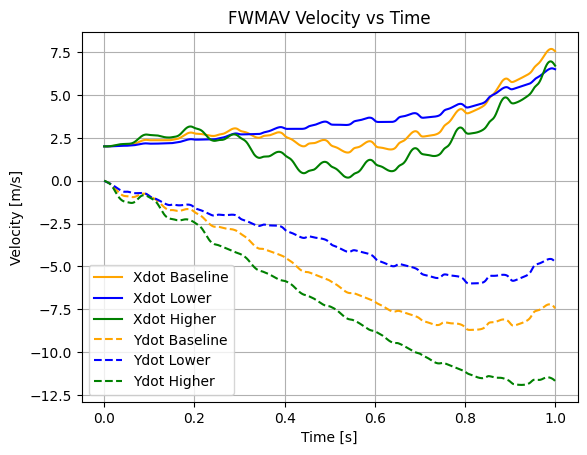 FWMAV Velocity vs Time
Velocity [m/s]
7.5
5.0
2.5
0.0
−2.5
−5.0
−7.5
−10.0
−12.5
Xdot Baseline
Xdot Lower
Xdot Higher
Ydot Baseline
Ydot Lower
Ydot Higher
0.0 0.2 0.4 0.6 0.8 1.0
Time [s]